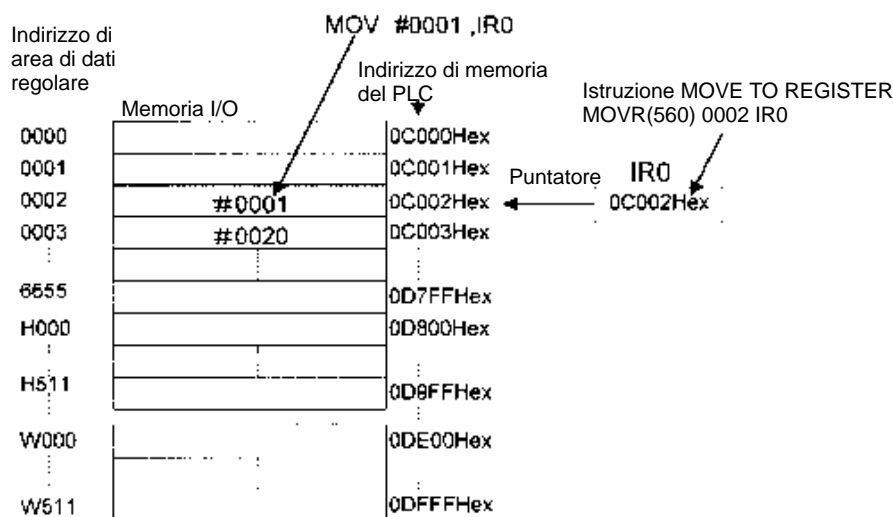 MOV #0001 ,IR0
Indirizzo di
area di dati
regolare
Indirizzo di memoria
del PLC
Istruzione MOVE TO REGISTER
MOVR(560) 0002 IR0
Memoria I/O
0000 0C000Hex
0001 0C001Hex
0002 #0001 0C002Hex
Puntatore
IR0
0C002Hex
0003 #0020 0C003Hex
6655 0D7FFHex
H000 0D800Hex
H511 0D9FFHex
W000 0DE00Hex
W511 0DFFFHex